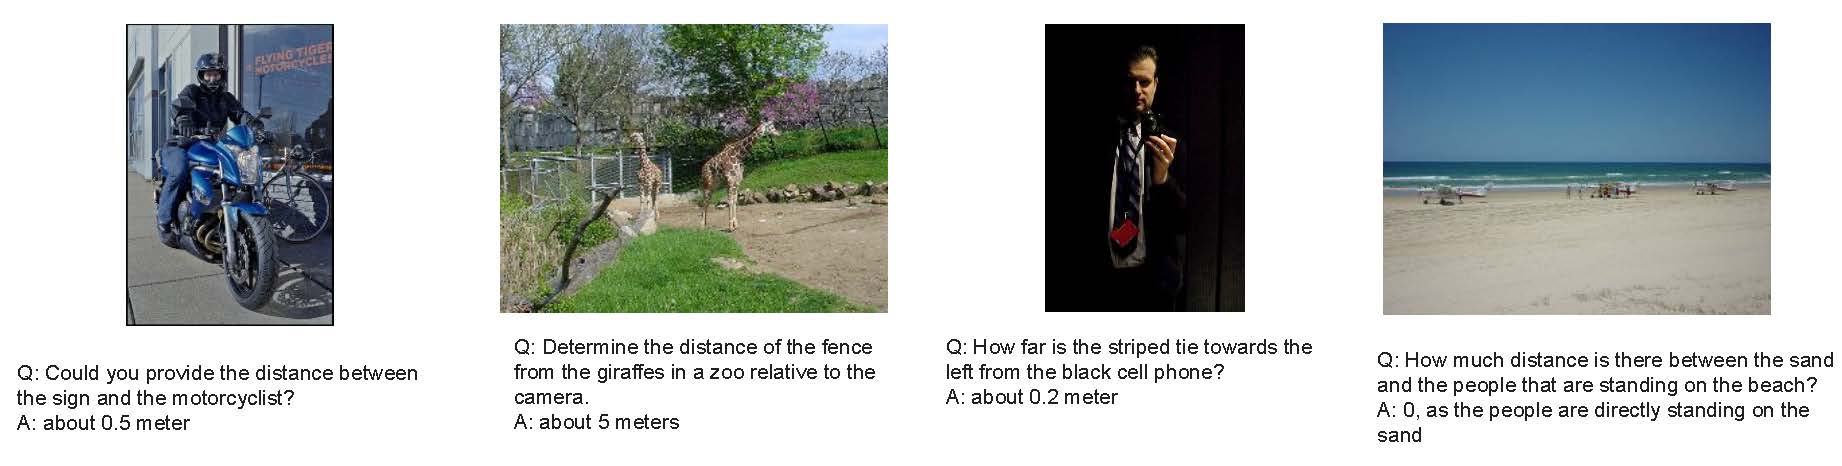 FLYING TIGER
MOTORCYCLES
Q: Could you provide the distance between
the sign and the motorcyclist?
A: about 0.5 meter
Q: Determine the distance of the fence
from the giraffes in a zoo relative to the
camera.
A: about 5 meters
Q: How far is the striped tie towards the
left from the black cell phone?
A: about 0.2 meter
Q: How much distance is there between the sand
and the people that are standing on the beach?
A: 0, as the people are directly standing on the
sand